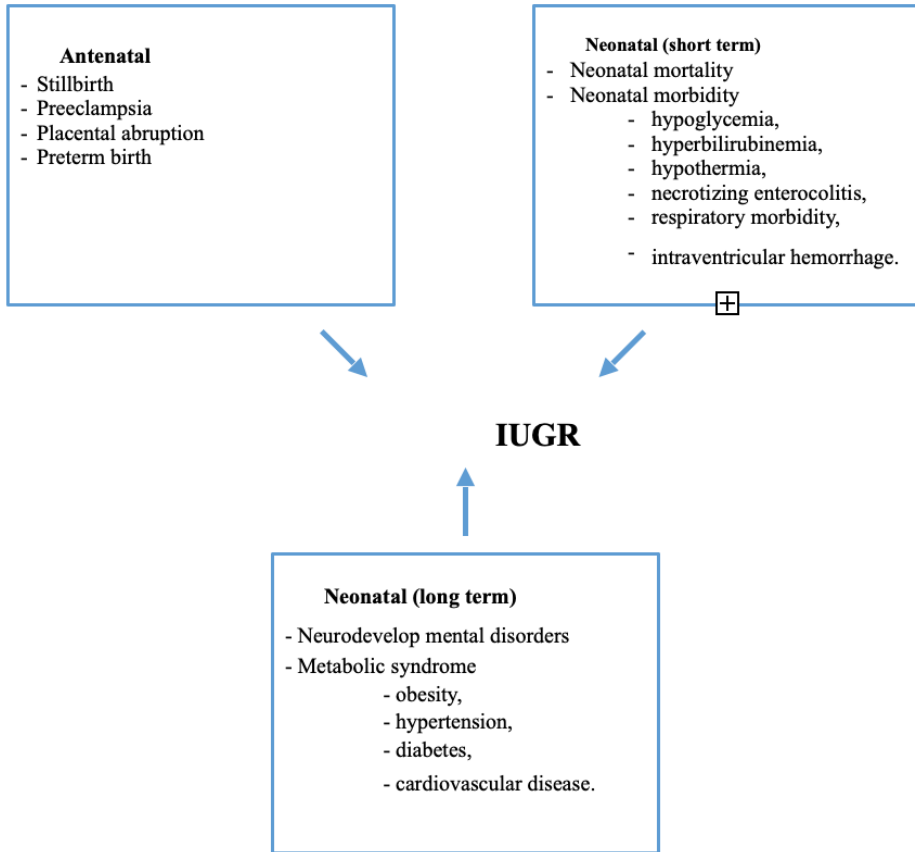 Antenatal
- Stillbirth
- Preeclampsia
- Placental abruption
- Preterm birth
Neonatal (short term)
- Neonatal mortality
- Neonatal morbidity
- hypoglycemia,
- hyperbilirubinemia,
- hypothermia,
- necrotizing enterocolitis,
- respiratory morbidity,
- intraventricular hemorrhage.
IUGR
Neonatal (long term)
- Neurodevelop mental disorders
- Metabolic syndrome
- obesity,
- hypertension,
- diabetes,
- cardiovascular disease.